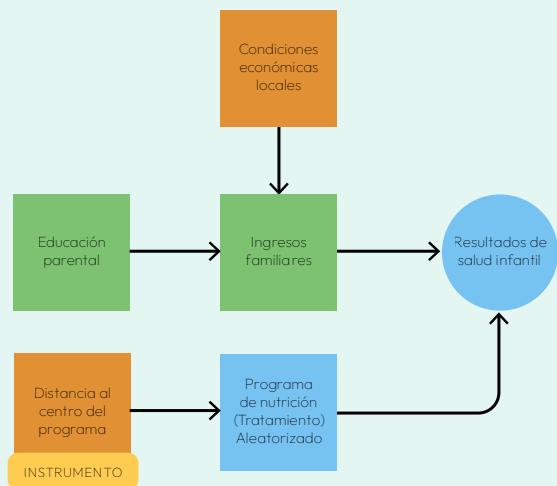 Condiciones
económicas
locales
Educación
parental
Ingresos
familiares
Resultados de
salud infantil
Distancia al
centro del
programa
INSTRUMENTO
Programa
de nutrición
(Tratamiento)
Aleatorizado